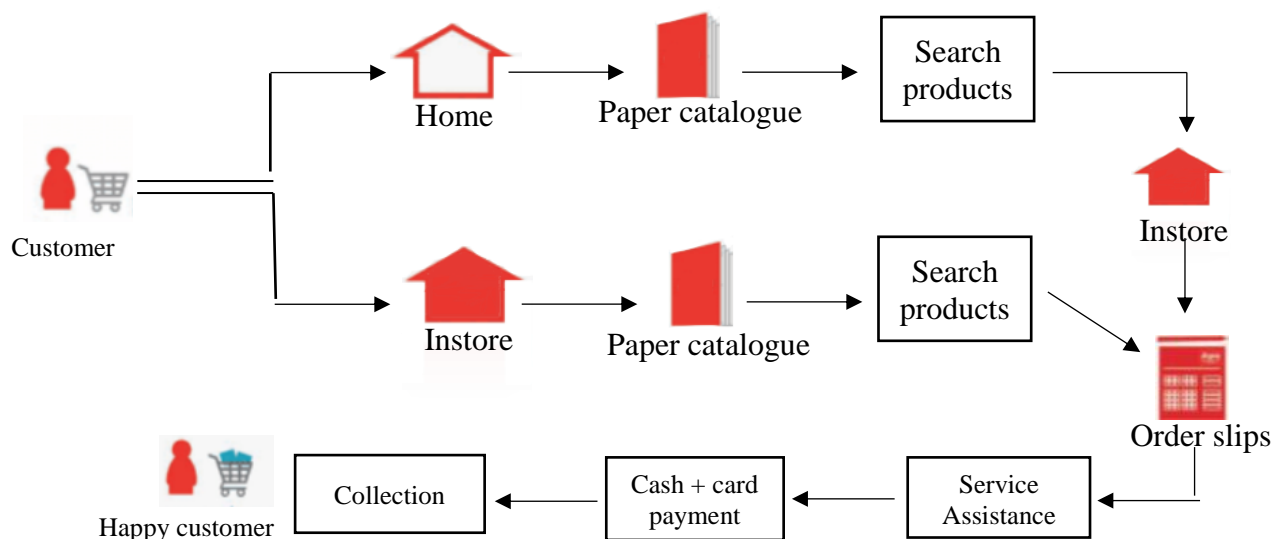 Search
products
Home
Paper catalogue
Customer
Instore
Search
products
Instore
Paper catalogue
Order slips
Happy customer
Collection
Cash + card
payment
Service
Assistance